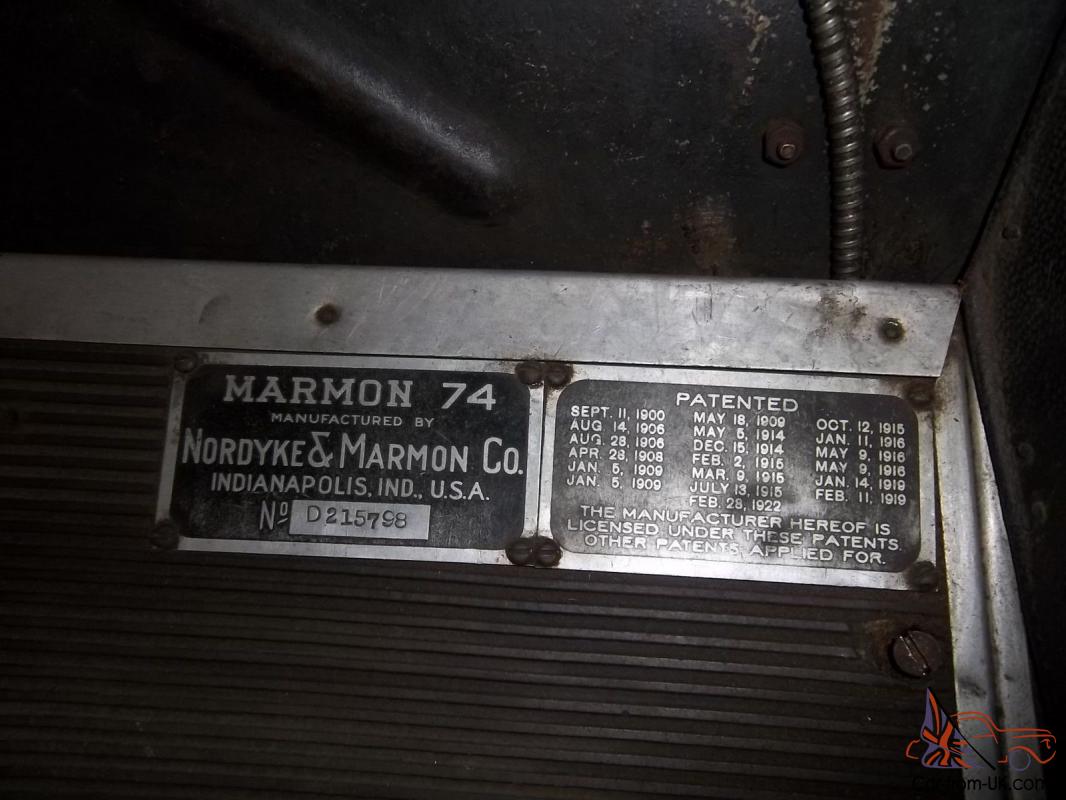 MARMON 74
MANUFACTURED BY
NORDYKE & MARMON CO.
INDIANAPOLIS, IND., U.S.A.
Nº D215798
PATENTED
SEPT. 11, 1900
AUG. 14, 1906
AUG. 28, 1906
APR. 28, 1908
JAN. 5, 1909
JAN. 5, 1909
MAY 18, 1909
MAY 5, 1914
DEC. 15, 1914
FEB. 2, 1915
MAR. 9, 1915
JULY 13, 1915
FEB. 28, 1922
OCT. 12, 1915
JAN. 11, 1916
MAY 9, 1916
MAY 9, 1916
JAN. 14, 1919
FEB. 11, 1919
THE MANUFACTURER HEREOF IS
LICENSED UNDER THESE PATENTS.
OTHER PATENTS APPLIED FOR.
Car-from-UK.com